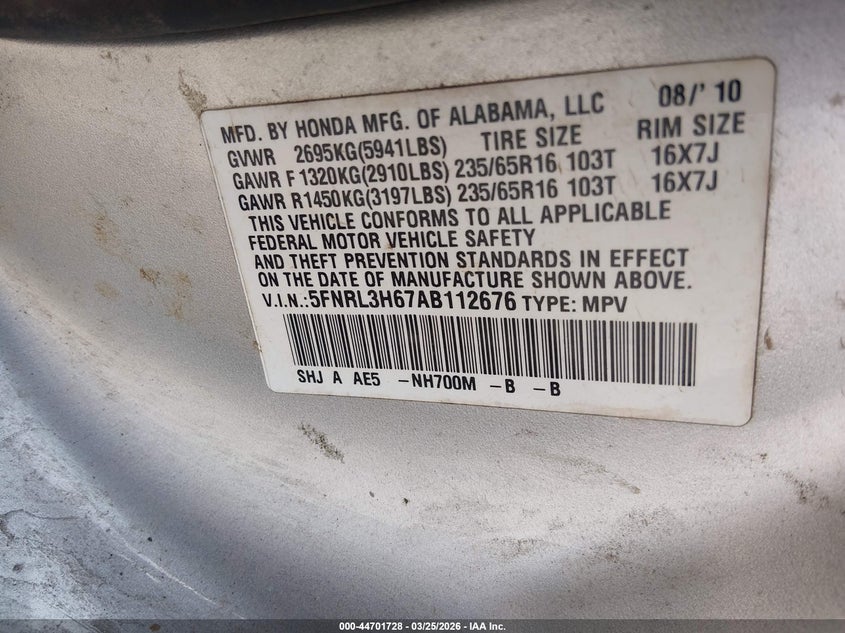 MFD. BY HONDA MFG. OF ALABAMA, LLC 08/' 10
GVWR 2695KG(5941LBS) TIRE SIZE RIM SIZE
GAWR F 1320KG(2910LBS) 235/65R16 103T 16X7J
GAWR R1450KG(3197LBS) 235/65R16 103T 16X7J
THIS VEHICLE CONFORMS TO ALL APPLICABLE
FEDERAL MOTOR VEHICLE SAFETY
AND THEFT PREVENTION STANDARDS IN EFFECT
ON THE DATE OF MANUFACTURE SHOWN ABOVE.
V.I.N.:5FNRL3H67AB112676 TYPE: MPV
SHJ A AE5 -NH700M -B -B
000-44701728 - 03/25/2026 - IAA Inc.